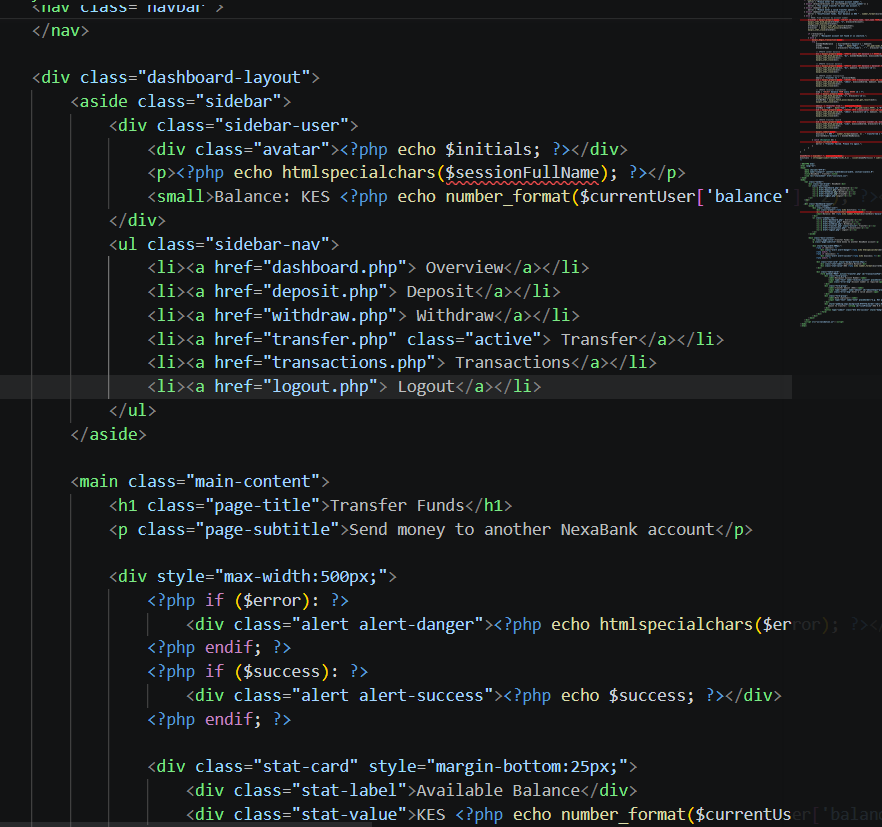 <nav class="navbar">
</nav>
<div class="dashboard-layout">
<aside class="sidebar">
<div class="sidebar-user">
<div class="avatar"><?php echo $initials; ?></div>
<p><?php echo htmlspecialchars($sessionFullName); ?></p>
<small>Balance: KES <?php echo number_format($currentUser['balance']
</div>
<ul class="sidebar-nav">
<li><a href="dashboard.php"> Overview</a></li>
<li><a href="deposit.php"> Deposit</a></li>
<li><a href="withdraw.php"> Withdraw</a></li>
<li><a href="transfer.php" class="active"> Transfer</a></li>
<li><a href="transactions.php"> Transactions</a></li>
<li><a href="logout.php"> Logout</a></li>
</ul>
</aside>
<main class="main-content">
<h1 class="page-title">Transfer Funds</h1>
<p class="page-subtitle">Send money to another NexaBank account</p>
<div style="max-width:500px;">
<?php if ($error): ?>
<div class="alert alert-danger"><?php echo htmlspecialchars($error); ?></
<?php endif; ?>
<?php if ($success): ?>
<div class="alert alert-success"><?php echo $success; ?></div>
<?php endif; ?>
<div class="stat-card" style="margin-bottom:25px;">
<div class="stat-label">Available Balance</div>
<div class="stat-value">KES <?php echo number_format($currentUser['balan